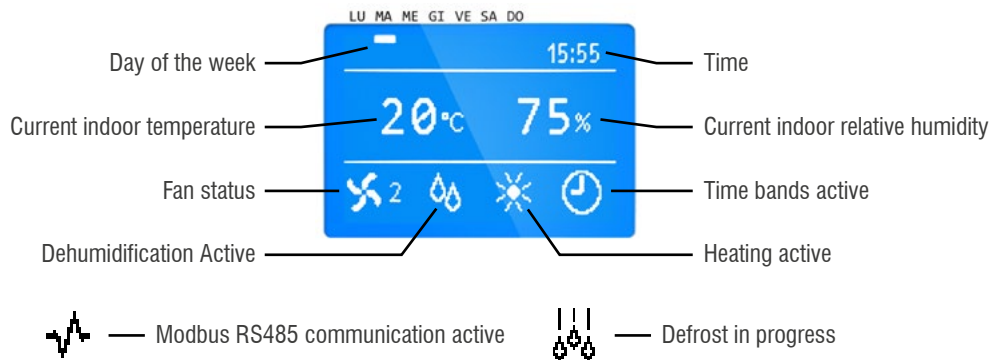 LU MA ME GI VE SA DO
Day of the week
15:55
Time
Current indoor temperature
20°C
75%
Current indoor relative humidity
Fan status
2
Time bands active
Dehumidification Active
Heating active
Modbus RS485 communication active
Defrost in progress